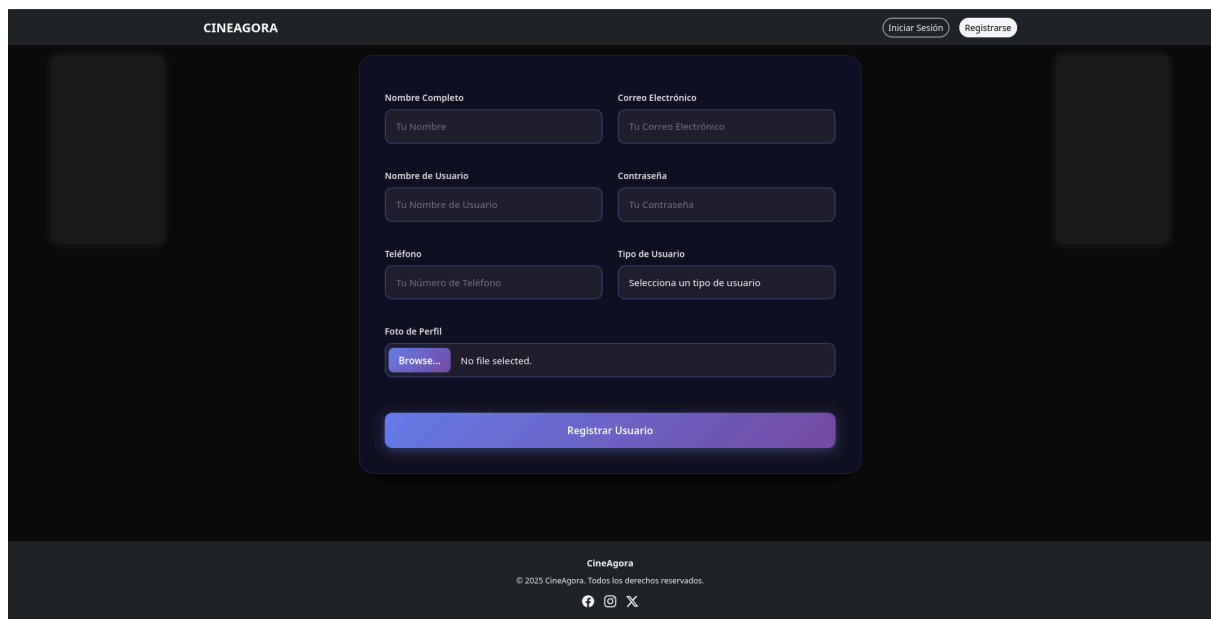 CINEAGORA
Iniciar Sesión
Registrarse
Nombre Completo
Correo Electrónico
Tu Nombre
Tu Correo Electrónico
Nombre de Usuario
Contraseña
Tu Nombre de Usuario
Tu Contraseña
Teléfono
Tipo de Usuario
Tu Número de Teléfono
Selecciona un tipo de usuario
Foto de Perfil
Browse...
No file selected.
Registrar Usuario
CineAgora
© 2025 CineAgora. Todos los derechos reservados.